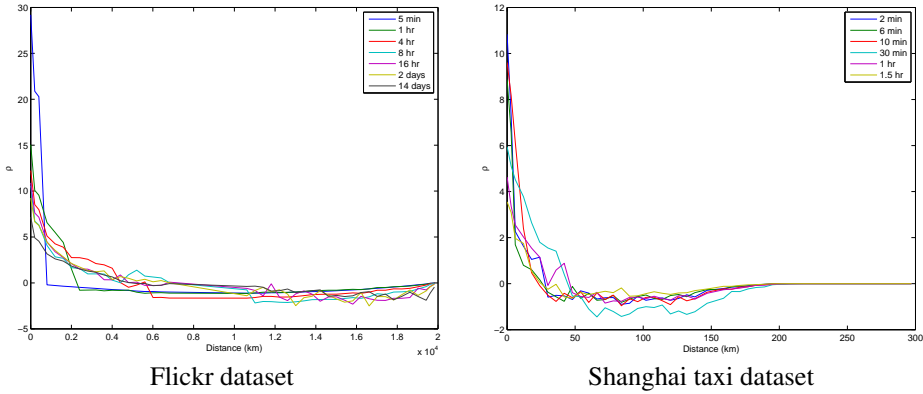 30
25
20
15
10
5
0
−5
ρ
0 0.2 0.4 0.6 0.8 1 1.2 1.4 1.6 1.8 2
x 10⁴
Distance (km)
5 min
1 hr
4 hr
8 hr
16 hr
2 days
14 days
Flickr dataset
12
10
8
6
4
2
0
−2
ρ
0 50 100 150 200 250 300
Distance (km)
2 min
6 min
10 min
30 min
1 hr
1.5 hr
Shanghai taxi dataset